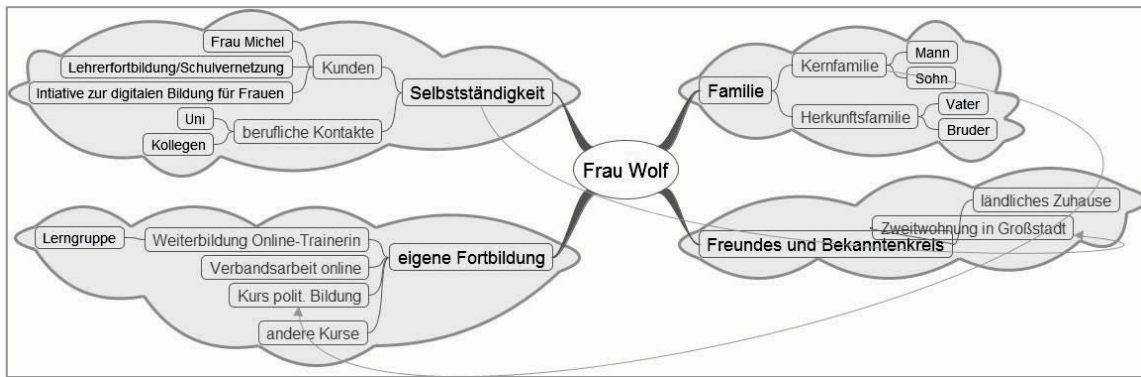 Frau Michel
Lehrerfortbildung/Schulvernetzung
Intiative zur digitalen Bildung für Frauen
Kunden
Uni
Kollegen
berufliche Kontakte
Selbstständigkeit
Familie
Kernfamilie
Mann
Sohn
Herkunftsfamilie
Vater
Bruder
Frau Wolf
Lerngruppe
Weiterbildung Online-Trainerin
Verbandsarbeit online
Kurs polit. Bildung
andere Kurse
eigene Fortbildung
Freundes und Bekanntenkreis
ländliches Zuhause
Zweitwohnung in Großstadt